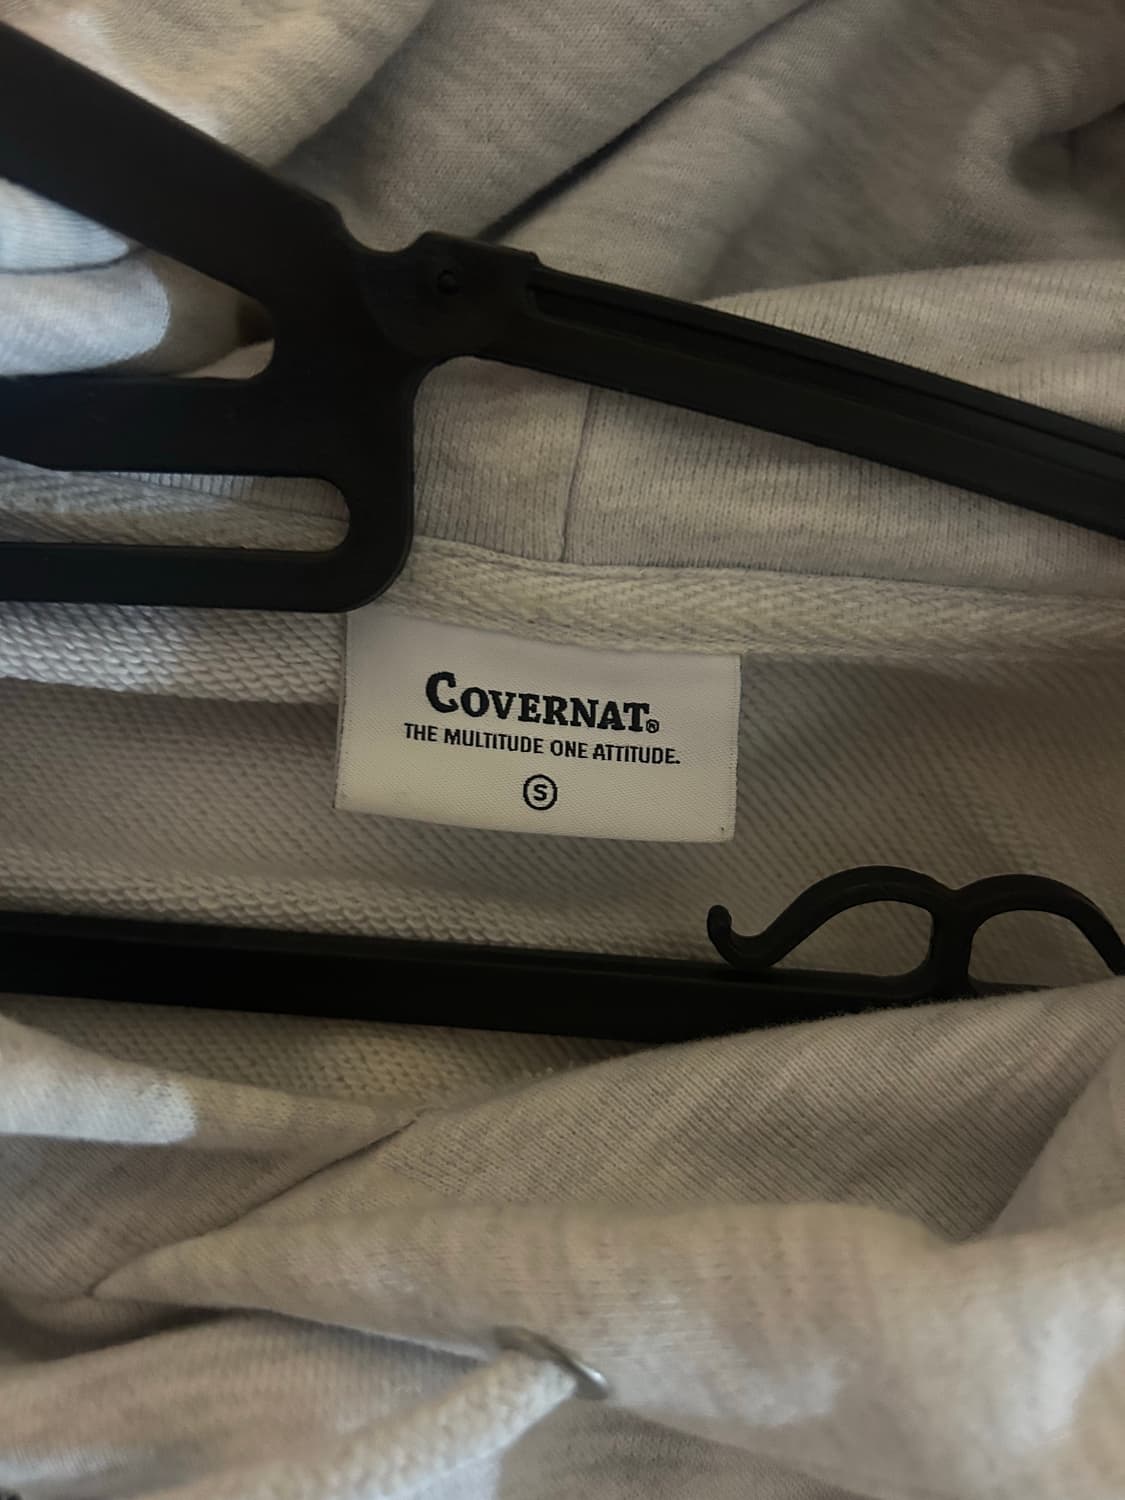 COVERNAT®
THE MULTITUDE ONE ATTITUDE.
S